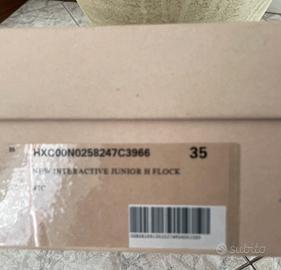 HXC00N0258247C3966 35
NEW INTERACTIVE JUNIOR H FLOCK
subito